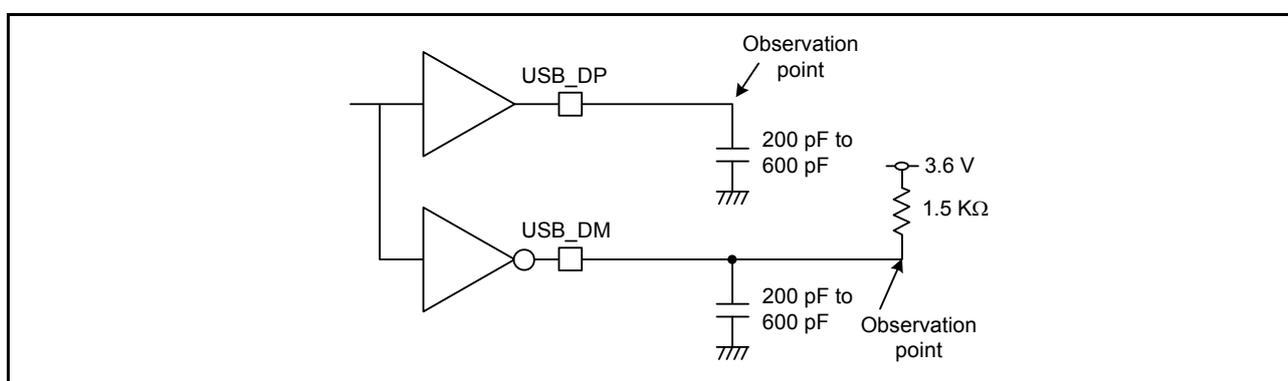 Observation
point
USB_DP
200 pF to
600 pF
3.6 V
1.5 KΩ
USB_DM
200 pF to
600 pF
Observation
point